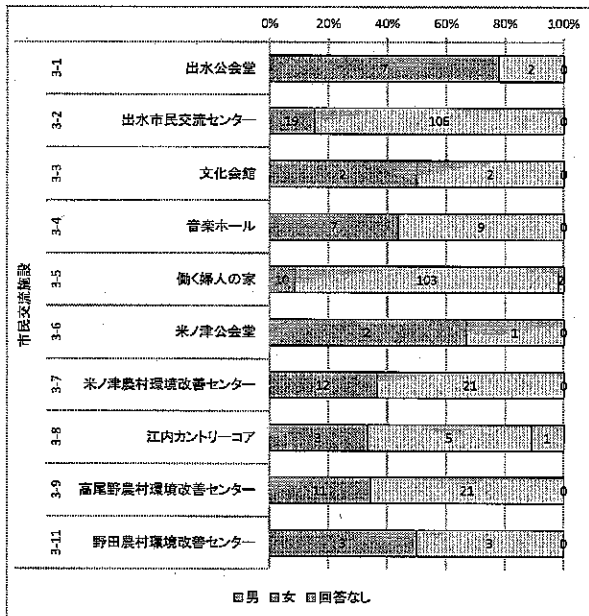 0% 20% 40% 60% 80% 100%
市民交流施設
3-1 出水公会堂 7 2 0
3-2 出水市民交流センター 19 106 0
3-3 文化会館 2 2 0
3-4 音楽ホール 7 9 0
3-5 働く婦人の家 10 103 2
3-6 米ノ津公会堂 2 1 0
3-7 米ノ津農村環境改善センター 12 21 0
3-8 江内カントリーコア 3 5 1
3-9 高尾野農村環境改善センター 11 21 0
3-11 野田農村環境改善センター 3 3 0
男 女 回答なし